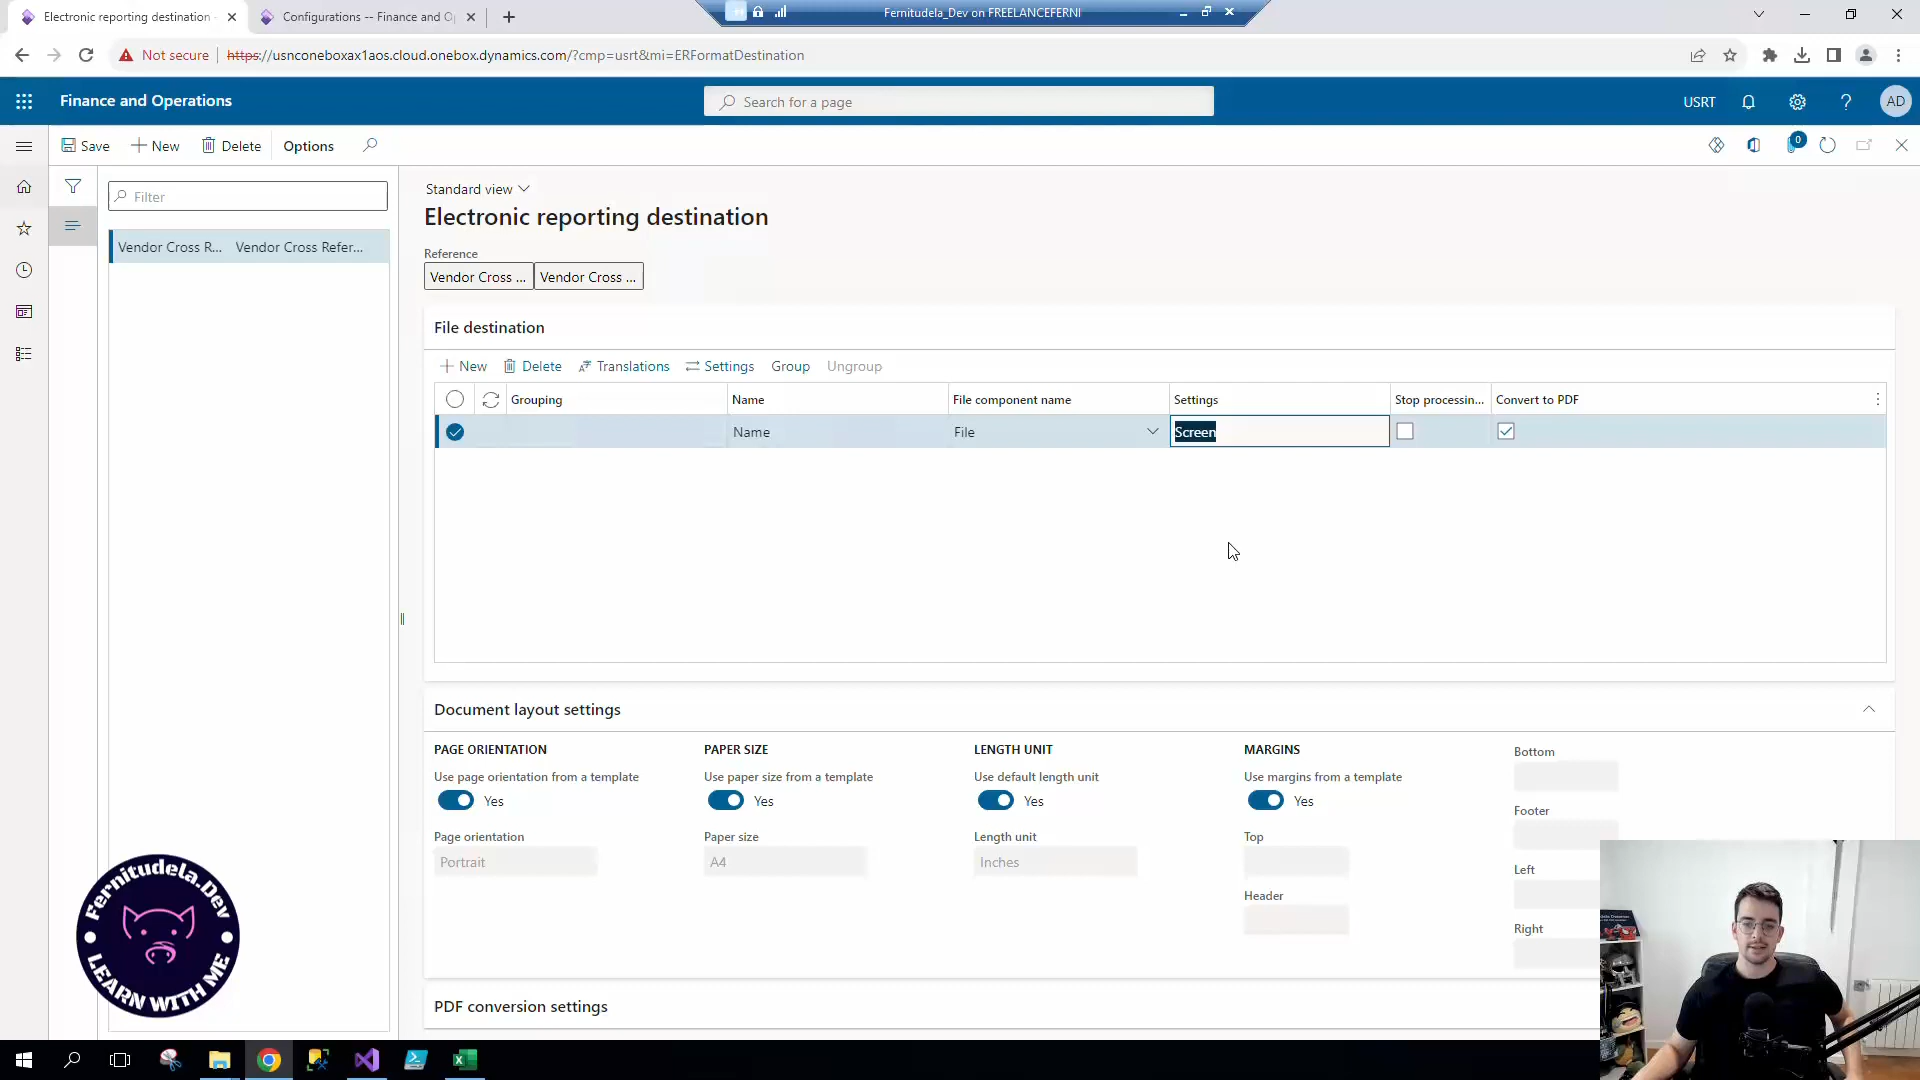 Electronic reporting destination
Configurations -- Finance and O
Fernitudela_Dev on FREELANCEFERNI
Not secure
https://usnconeboxax1aos.cloud.onebox.dynamics.com/?cmp=usrt&mi=ERFormatDestination
Finance and Operations
Search for a page
USRT
AD
Save
New
Delete
Options
0
Filter
Vendor Cross R...
Vendor Cross Refer...
Standard view
Electronic reporting destination
Reference
Vendor Cross ...
Vendor Cross ...
File destination
New
Delete
Translations
Settings
Group
Ungroup
Grouping
Name
File component name
Settings
Stop processin...
Convert to PDF
Name
File
Screen
Document layout settings
PAGE ORIENTATION
Use page orientation from a template
Yes
Page orientation
Portrait
PAPER SIZE
Use paper size from a template
Yes
Paper size
A4
LENGTH UNIT
Use default length unit
Yes
Length unit
Inches
MARGINS
Use margins from a template
Yes
Top
Header
Bottom
Footer
Left
Right
PDF conversion settings
Fernitudela.Dev
LEARN WITH ME